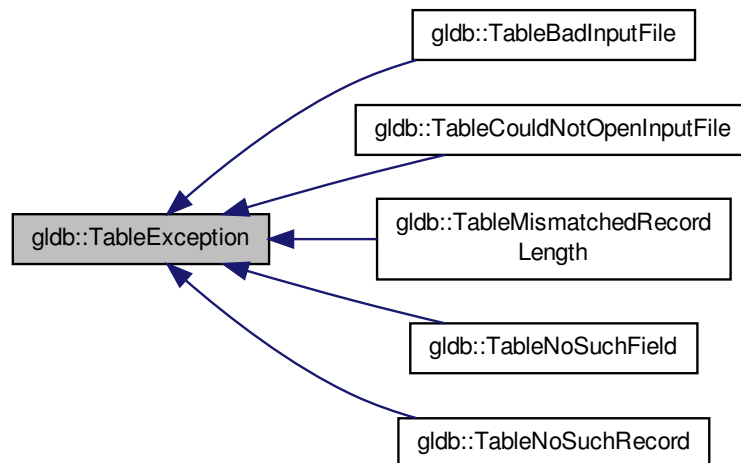 gldb::TableBadInputFile
gldb::TableCouldNotOpenInputFile
gldb::TableException
gldb::TableMismatchedRecord
Length
gldb::TableNoSuchField
gldb::TableNoSuchRecord